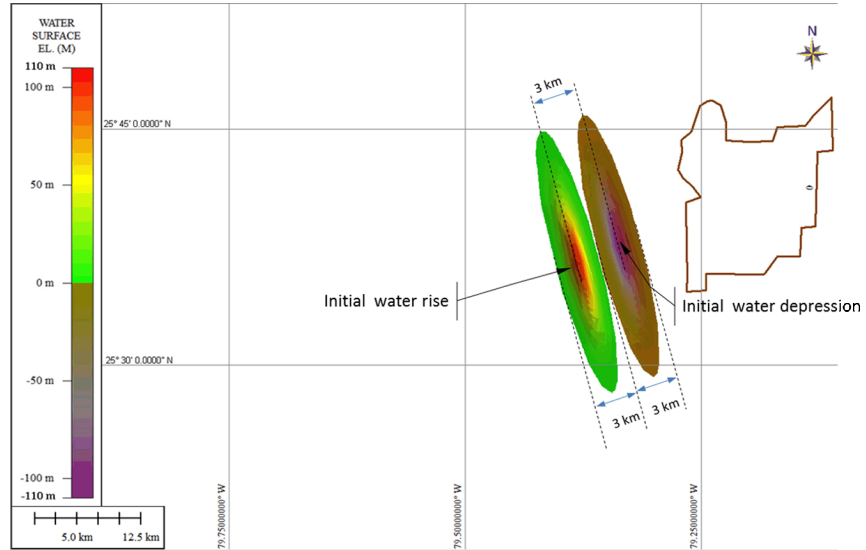 WATER
SURFACE
EL. (M)
110 m
100 m
50 m
0 m
-50 m
-100 m
-110 m
5.0 km 12.5 km
N
3 km
25° 45' 0.0000" N
0
Initial water rise
Initial water depression
25° 30' 0.0000" N
3 km
3 km
79.75000000° W
79.50000000° W
79.25000000° W